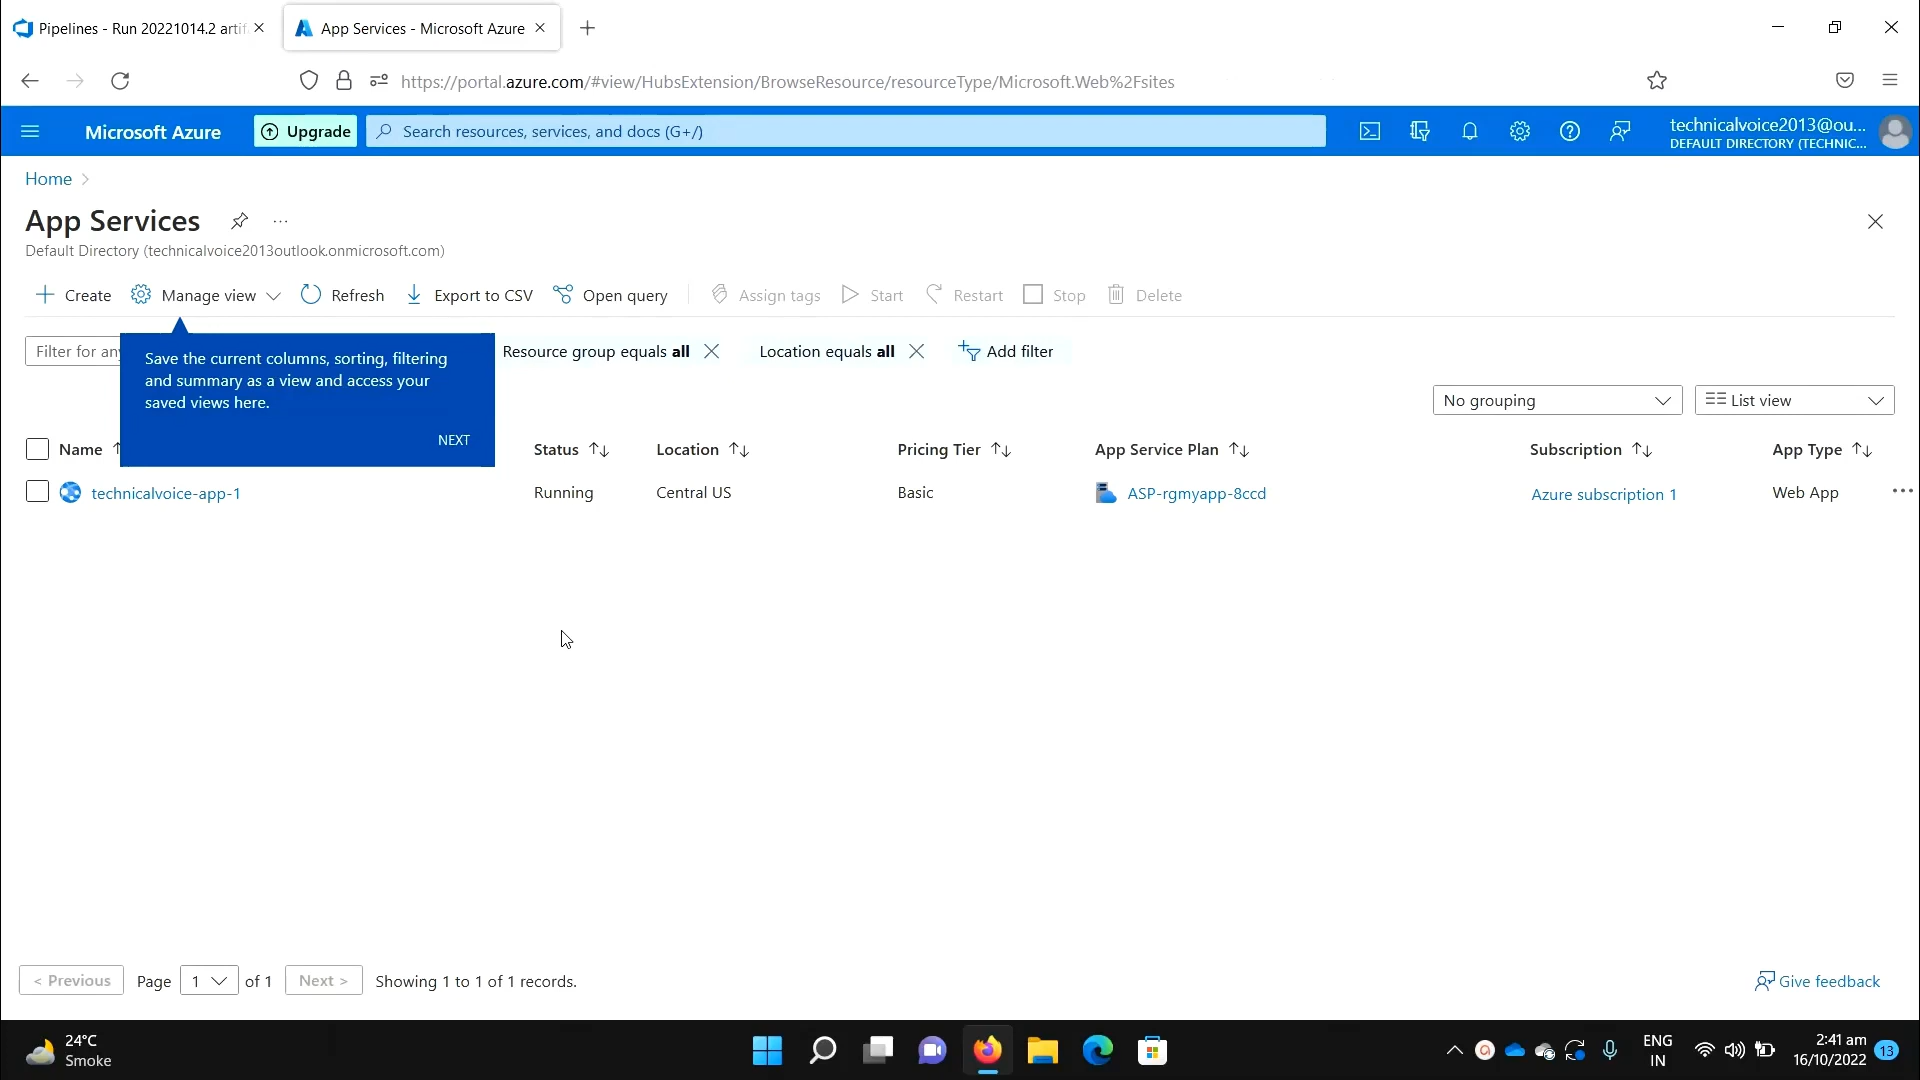 Pipelines - Run 20221014.2 artif
App Services - Microsoft Azure
https://portal.azure.com/#view/HubsExtension/BrowseResource/resourceType/Microsoft.Web%2Fsites
Microsoft Azure
Upgrade
Search resources, services, and docs (G+/)
technicalvoice2013@ou...
DEFAULT DIRECTORY (TECHNIC...
Home
App Services
Default Directory (technicalvoice2013outlook.onmicrosoft.com)
Create Manage view Refresh Export to CSV Open query Assign tags Start Restart Stop Delete
Filter for any
Resource group equals all Location equals all Add filter
Save the current columns, sorting, filtering
and summary as a view and access your
saved views here.
NEXT
No grouping List view
Name Status Location Pricing Tier App Service Plan Subscription App Type
technicalvoice-app-1 Running Central US Basic ASP-rgmyapp-8ccd Azure subscription 1 Web App
< Previous Page 1 of 1 Next > Showing 1 to 1 of 1 records. Give feedback
24°C
Smoke
ENG
IN
2:41 am
16/10/2022
13